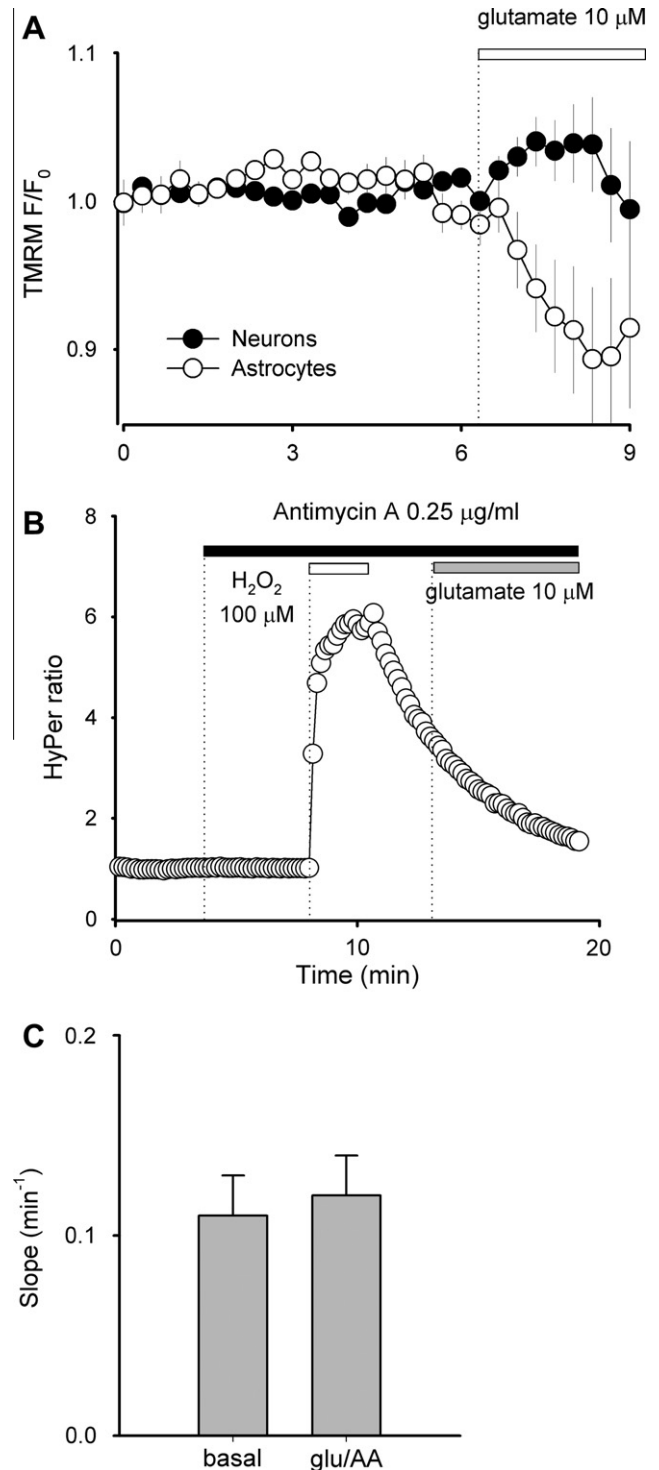 A
glutamate 10 μM
1.1
1.0
0.9
TMRM F/F₀
Neurons
Astrocytes
0
3
6
9
B
Antimycin A 0.25 μg/ml
H₂O₂
100 μM
glutamate 10 μM
8
6
4
2
0
HyPer ratio
0
10
20
Time (min)
C
0.2
0.1
0.0
Slope (min⁻¹)
basal
glu/AA